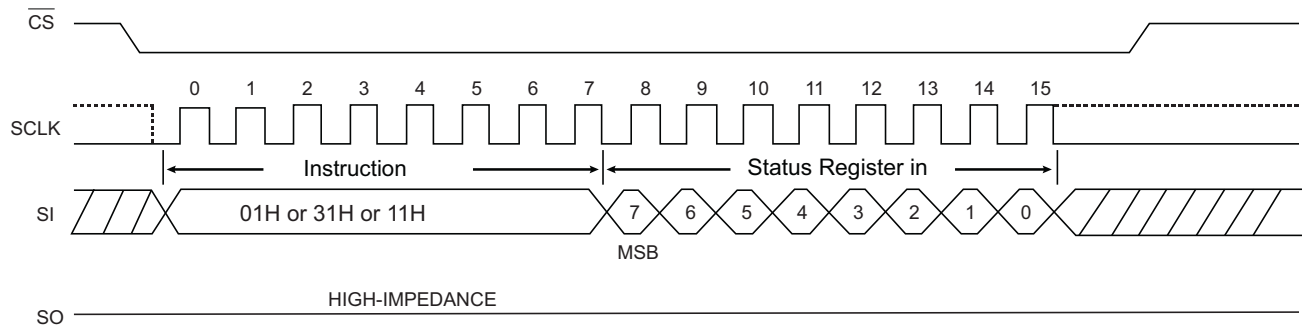 CS
0 1 2 3 4 5 6 7 8 9 10 11 12 13 14 15
SCLK
Instruction Status Register in
SI 01H or 31H or 11H 7 6 5 4 3 2 1 0
MSB
HIGH-IMPEDANCE
SO